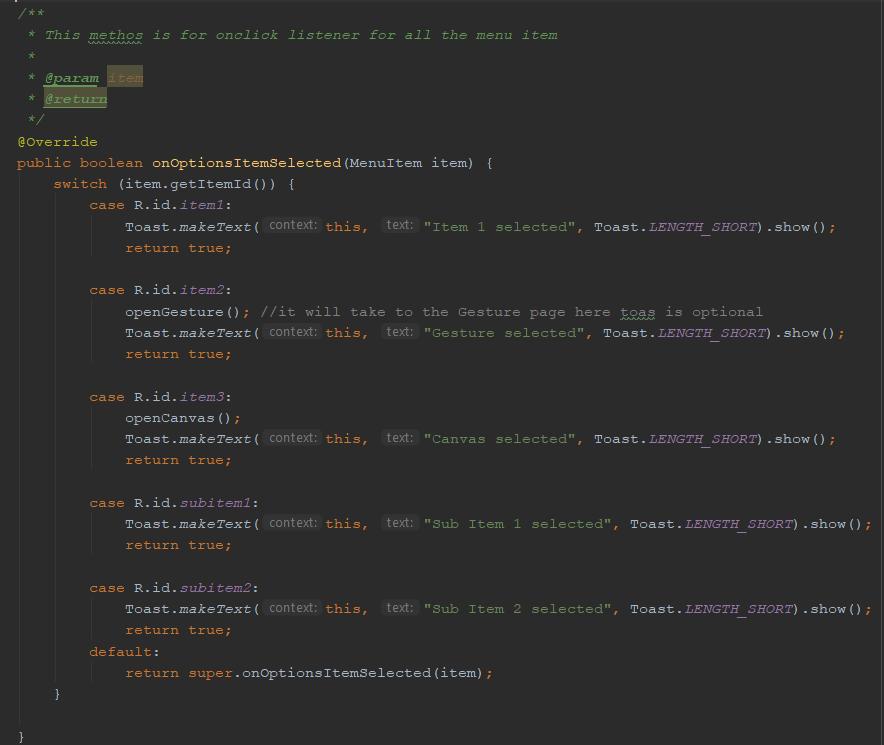 /**
 * This methos is for onclick listener for all the menu item
 *
 * @param item
 * @return
 */
@Override
public boolean onOptionsItemSelected(MenuItem item) {
    switch (item.getItemId()) {
        case R.id.item1:
            Toast.makeText( context: this, text: "Item 1 selected", Toast.LENGTH_SHORT).show();
            return true;

        case R.id.item2:
            openGesture(); //it will take to the Gesture page here toas is optional
            Toast.makeText( context: this, text: "Gesture selected", Toast.LENGTH_SHORT).show();
            return true;

        case R.id.item3:
            openCanvas();
            Toast.makeText( context: this, text: "Canvas selected", Toast.LENGTH_SHORT).show();
            return true;

        case R.id.subitem1:
            Toast.makeText( context: this, text: "Sub Item 1 selected", Toast.LENGTH_SHORT).show();
            return true;

        case R.id.subitem2:
            Toast.makeText( context: this, text: "Sub Item 2 selected", Toast.LENGTH_SHORT).show();
            return true;
        default:
            return super.onOptionsItemSelected(item);
    }

}